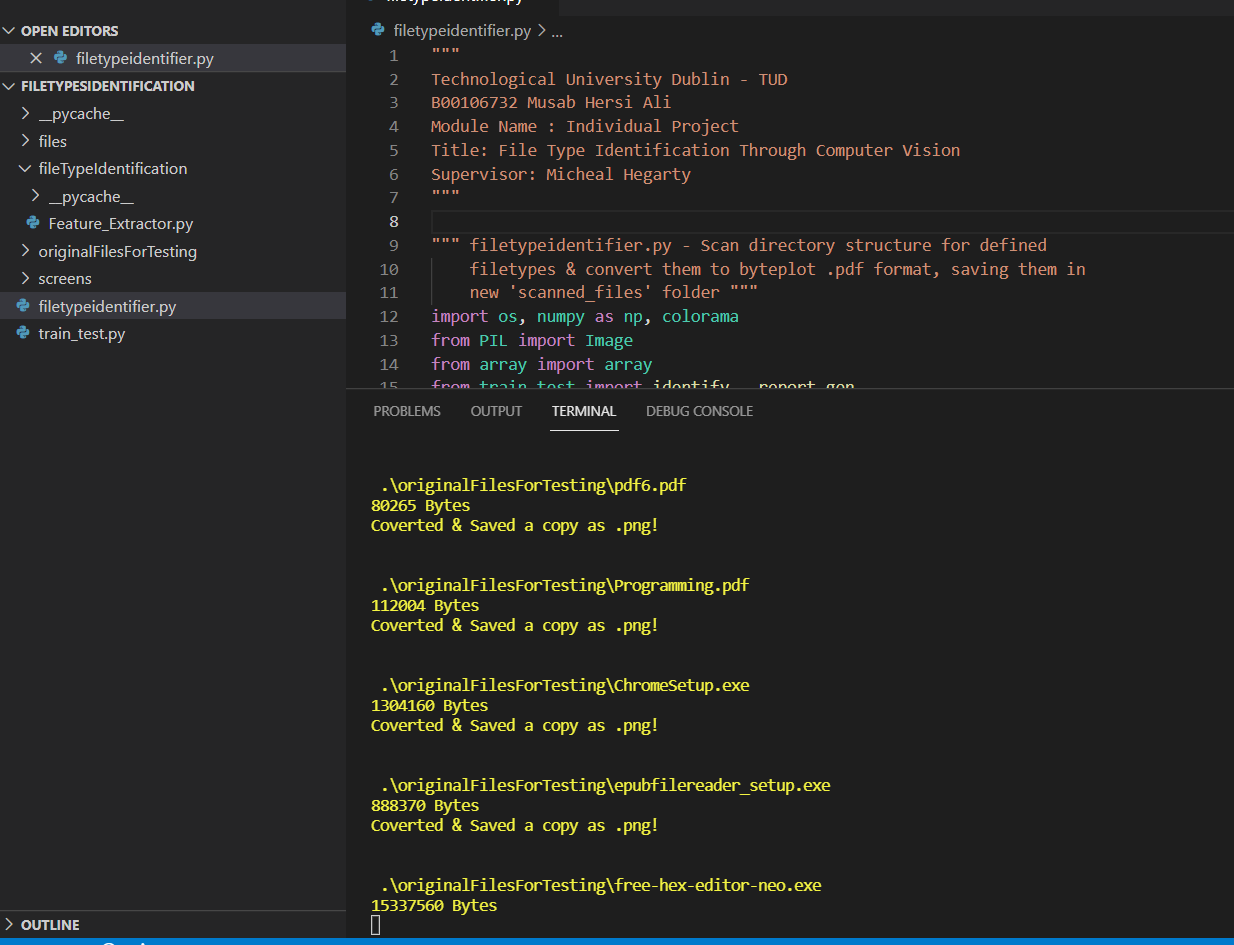 OPEN EDITORS
filetypeidentifier.py
FILETYPESIDENTIFICATION
__pycache__
files
fileTypeIdentification
__pycache__
Feature_Extractor.py
originalFilesForTesting
screens
filetypeidentifier.py
train_test.py
OUTLINE
filetypeidentifier.py
filetypeidentifier.py > ...
1 """
2 Technological University Dublin - TUD
3 B00106732 Musab Hersi Ali
4 Module Name : Individual Project
5 Title: File Type Identification Through Computer Vision
6 Supervisor: Micheal Hegarty
7 """
8
9 """ filetypeidentifier.py - Scan directory structure for defined
10 filetypes & convert them to byteplot .pdf format, saving them in
11 new 'scanned_files' folder """
12 import os, numpy as np, colorama
13 from PIL import Image
14 from array import array
15 from train_test import identify, report_gen
PROBLEMS OUTPUT TERMINAL DEBUG CONSOLE
.\originalFilesForTesting\pdf6.pdf
80265 Bytes
Coverted & Saved a copy as .png!
.\originalFilesForTesting\Programming.pdf
112004 Bytes
Coverted & Saved a copy as .png!
.\originalFilesForTesting\ChromeSetup.exe
1304160 Bytes
Coverted & Saved a copy as .png!
.\originalFilesForTesting\epubfilereader_setup.exe
888370 Bytes
Coverted & Saved a copy as .png!
.\originalFilesForTesting\free-hex-editor-neo.exe
15337560 Bytes